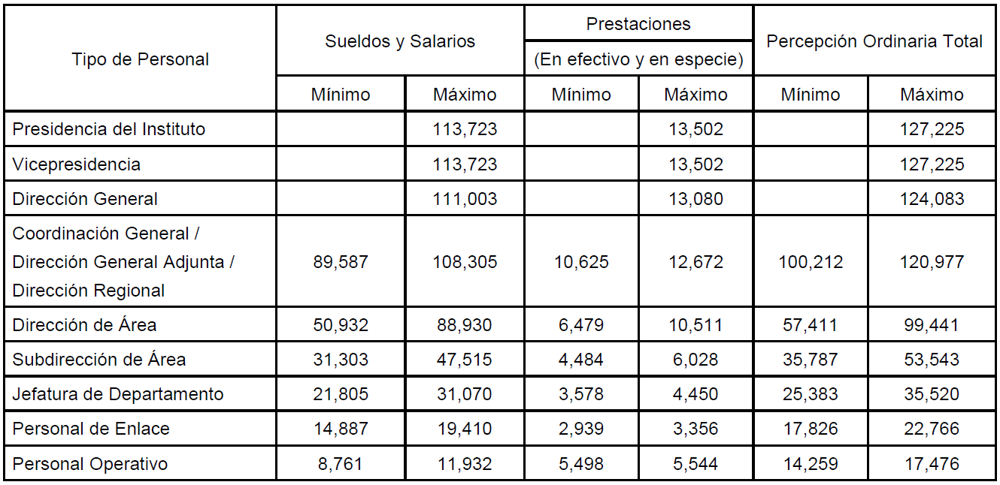 Tipo de Personal Sueldos y Salarios Prestaciones Percepción Ordinaria Total
(En efectivo y en especie)
Mínimo Máximo Mínimo Máximo Mínimo Máximo
Presidencia del Instituto 113,723 13,502 127,225
Vicepresidencia 113,723 13,502 127,225
Dirección General 111,003 13,080 124,083
Coordinación General /
Dirección General Adjunta / 89,587 108,305 10,625 12,672 100,212 120,977
Dirección Regional
Dirección de Área 50,932 88,930 6,479 10,511 57,411 99,441
Subdirección de Área 31,303 47,515 4,484 6,028 35,787 53,543
Jefatura de Departamento 21,805 31,070 3,578 4,450 25,383 35,520
Personal de Enlace 14,887 19,410 2,939 3,356 17,826 22,766
Personal Operativo 8,761 11,932 5,498 5,544 14,259 17,476